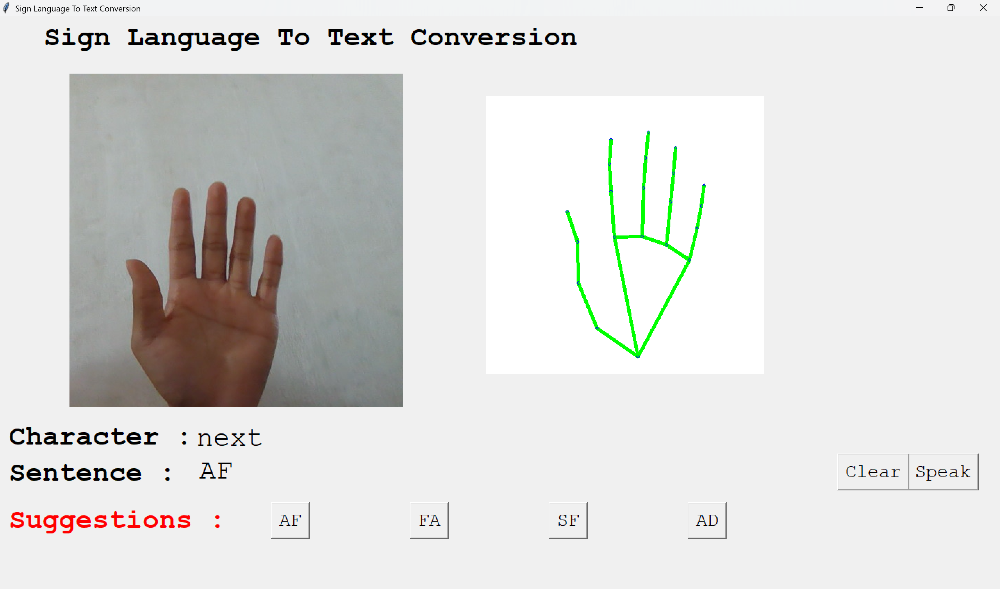 Sign Language To Text Conversion
Sign Language To Text Conversion
Character : next
Sentence : AF
Clear Speak
Suggestions : AF FA SF AD